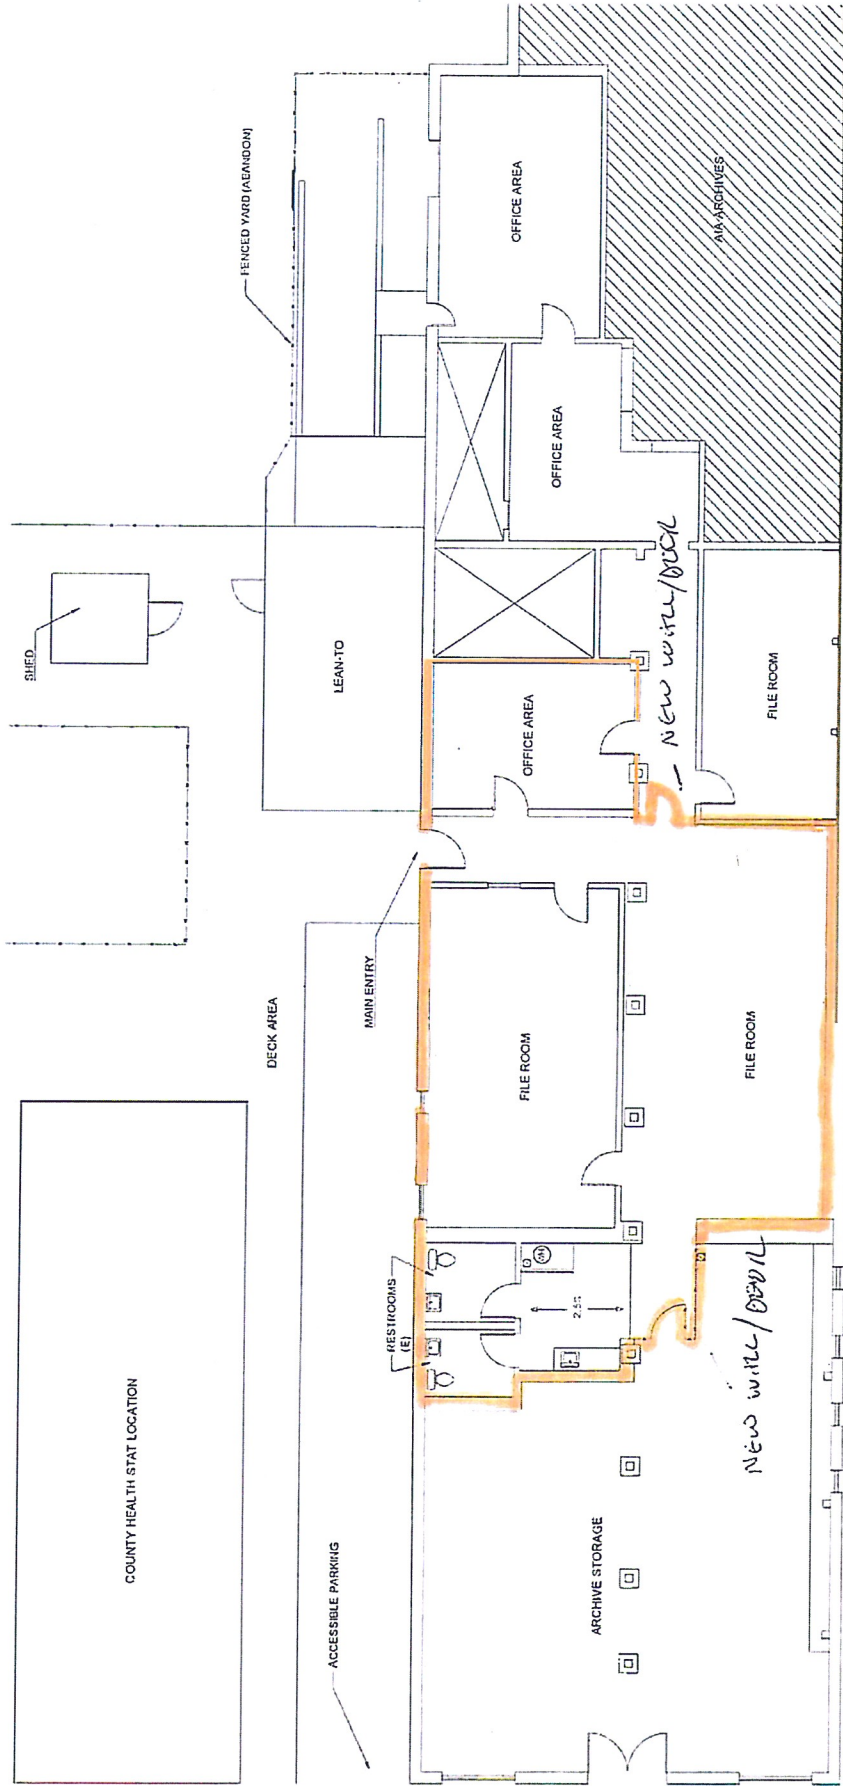 COUNTY HEALTH STAT LOCATION
SHED
FENCED YARD (ABANDON)
DECK AREA
ACCESSIBLE PARKING
RESTROOMS
(E)
MAIN ENTRY
LEAN-TO
WH
FILE ROOM
OFFICE AREA
OFFICE AREA
OFFICE AREA
ARCHIVE STORAGE
NEW WALL/DOOR
FILE ROOM
NEW WALL/DOOR
FILE ROOM
AIA ARCHIVES